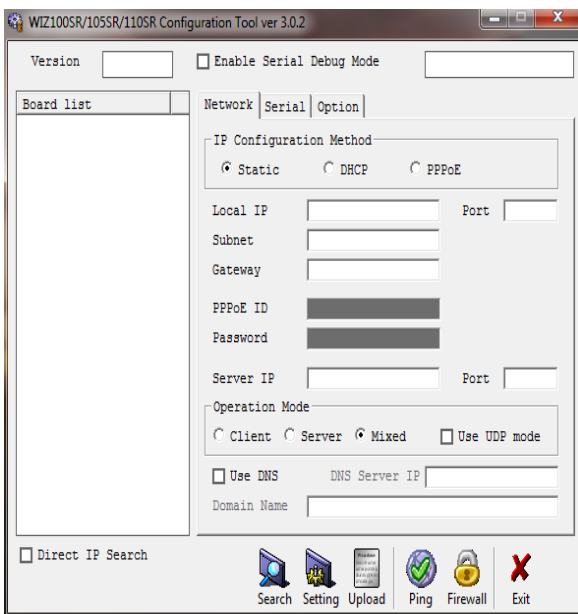 WIZ100SR/105SR/110SR Configuration Tool ver 3.0.2
Version
Enable Serial Debug Mode
Board list
Network Serial Option
IP Configuration Method
Static DHCP PPPoE
Local IP Port
Subnet
Gateway
PPPoE ID
Password
Server IP Port
Operation Mode
Client Server Mixed Use UDP mode
Use DNS DNS Server IP
Domain Name
Direct IP Search
Search Setting Upload Ping Firewall Exit